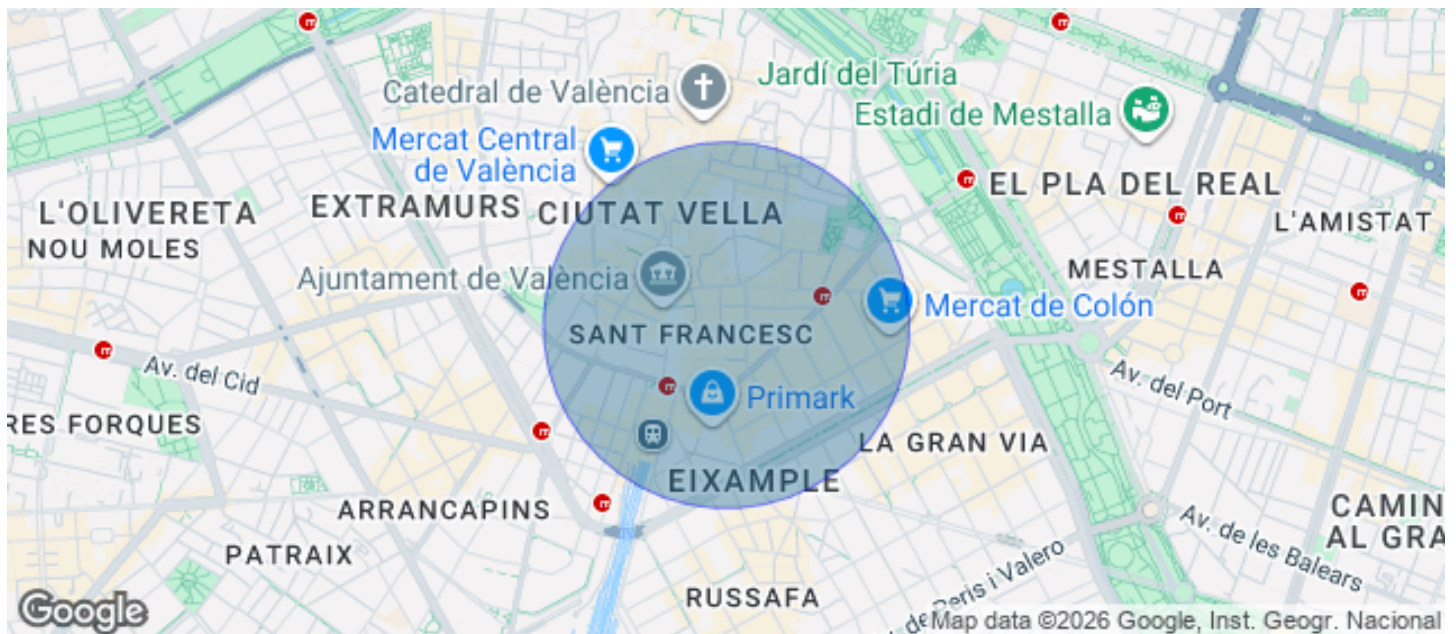 Jardí del Túria
Catedral de València
Estadi de Mestalla
Mercat Central
de València
EL PLA DEL REAL
L'OLIVERETA
EXTRAMURS
CIUTAT VELLA
L'AMISTAT
NOU MOLES
Ajuntament de València
MESTALLA
Mercat de Colón
SANT FRANCESC
Av. del Cid
Av. del Port
Primark
RES FORQUES
LA GRAN VIA
EIXAMPLE
ARRANCAPINS
CAMIN
AL GRA
Av. de les Balears
PATRAIX
de Peris i Valero
RUSSAFA
Google
Map data ©2026 Google, Inst. Geogr. Nacional